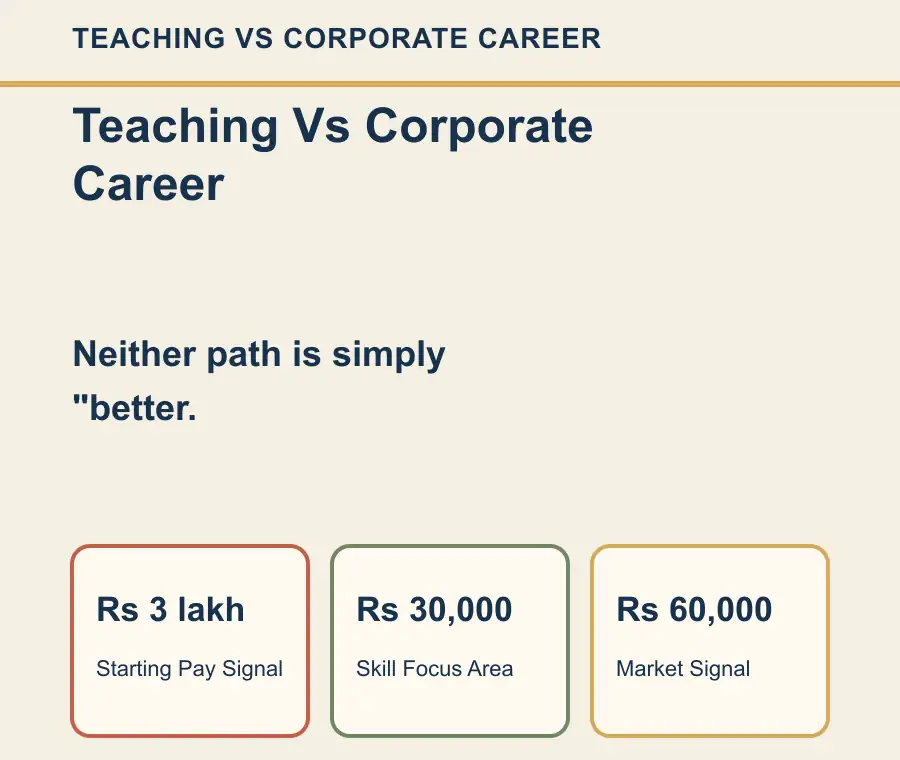 TEACHING VS CORPORATE CAREER
Teaching Vs Corporate
Career
Neither path is simply
"better.
Rs 3 lakh
Starting Pay Signal
Rs 30,000
Skill Focus Area
Rs 60,000
Market Signal